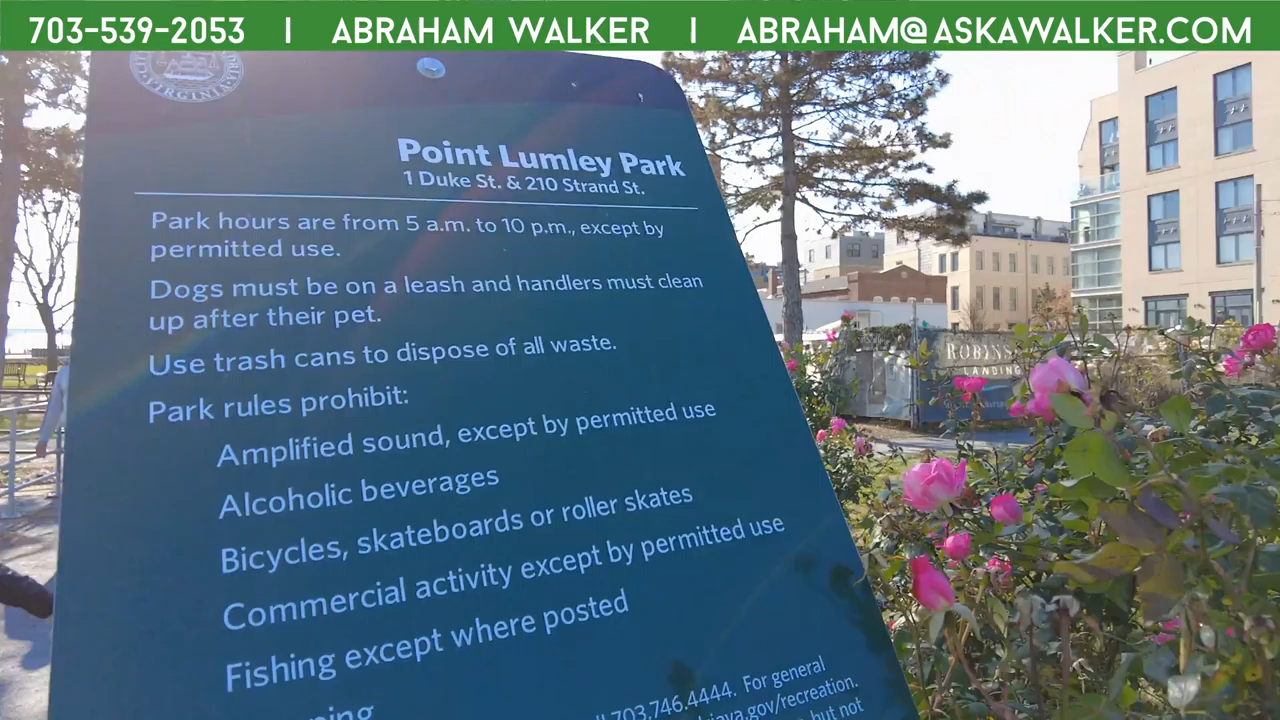 703-539-2053 | ABRAHAM WALKER | ABRAHAM@ASKAWALKER.COM
VIRGINIA
Point Lumley Park
1 Duke St. & 210 Strand St.
Park hours are from 5 a.m. to 10 p.m., except by
permitted use.
Dogs must be on a leash and handlers must clean
up after their pet.
Use trash cans to dispose of all waste.
Park rules prohibit:
Amplified sound, except by permitted use
Alcoholic beverages
Bicycles, skateboards or roller skates
Commercial activity except by permitted use
Fishing except where posted
703.746.4444. For general
.gov/recreation.
but not
ROBINS
LANDING